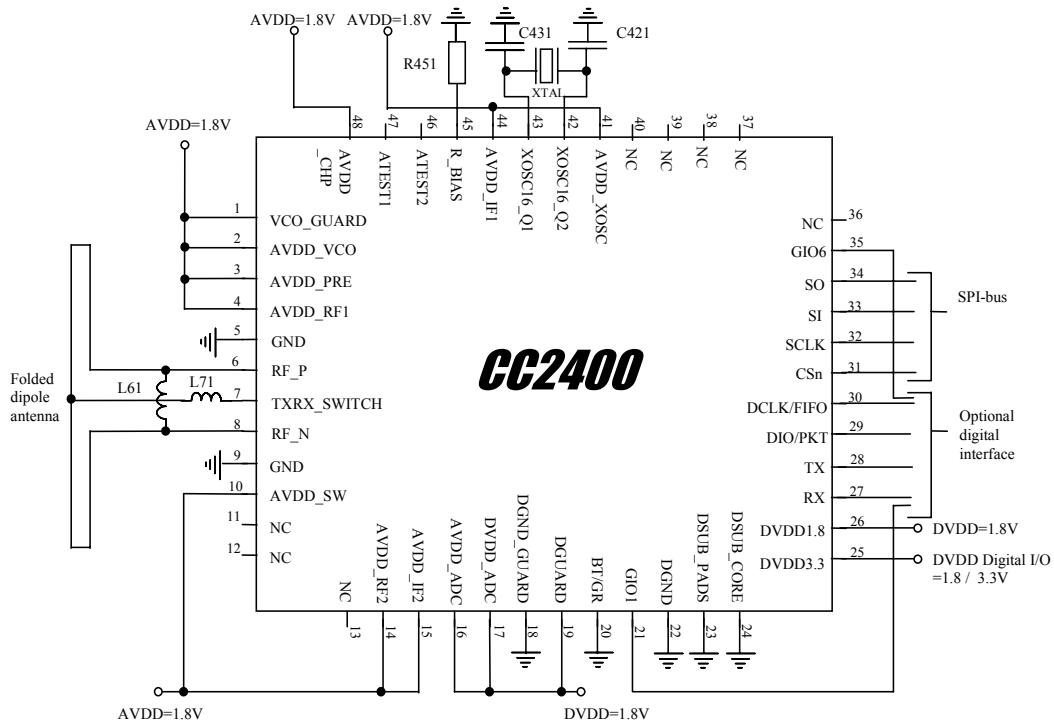 AVDD=1.8V
AVDD=1.8V
C431
C421
R451
XTAL
AVDD=1.8V
48
47
46
45
44
43
42
41
40
39
38
37
AVDD_CHP
ATEST1
ATEST2
R_BIAS
AVDD_IF1
XOSC16_Q1
XOSC16_Q2
AVDD_XOSC
NC
NC
NC
NC
1 VCO_GUARD
2 AVDD_VCO
3 AVDD_PRE
4 AVDD_RF1
5 GND
6 RF_P
7 TXRX_SWITCH
8 RF_N
9 GND
10 AVDD_SW
11 NC
12 NC
Folded
dipole
antenna
L61
L71
CC2400
NC 36
GIO6 35
SO 34
SI 33
SCLK 32
CSn 31
DCLK/FIFO 30
DIO/PKT 29
TX 28
RX 27
DVDD1.8 26
DVDD3.3 25
SPI-bus
Optional
digital
interface
DVDD=1.8V
DVDD Digital I/O
=1.8 / 3.3V
NC
AVDD_RF2
AVDD_IF2
AVDD_ADC
DVDD_ADC
DGND_GUARD
DGUARD
BT/GR
GIO1
DGND
DSUB_PADS
DSUB_CORE
13
14
15
16
17
18
19
20
21
22
23
24
AVDD=1.8V
DVDD=1.8V